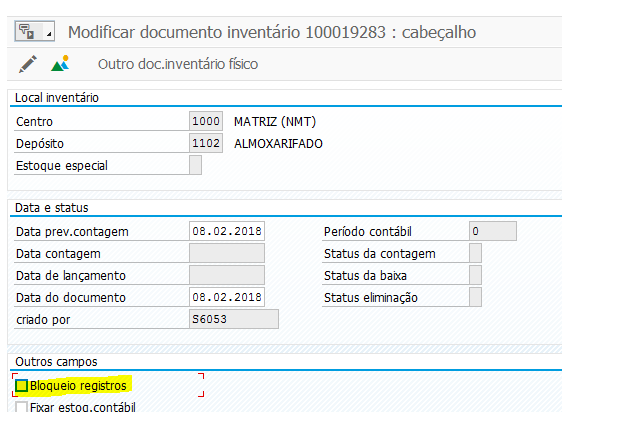 Modificar documento inventário 100019283 : cabeçalho
Outro doc.inventário físico
Local inventário
Centro 1000 MATRIZ (NMT)
Depósito 1102 ALMOXARIFADO
Estoque especial
Data e status
Data prev.contagem 08.02.2018 Período contábil 0
Data contagem Status da contagem
Data de lançamento Status da baixa
Data do documento 08.02.2018 Status eliminação
criado por S6053
Outros campos
Bloqueio registros
Fixar estoq.contábil